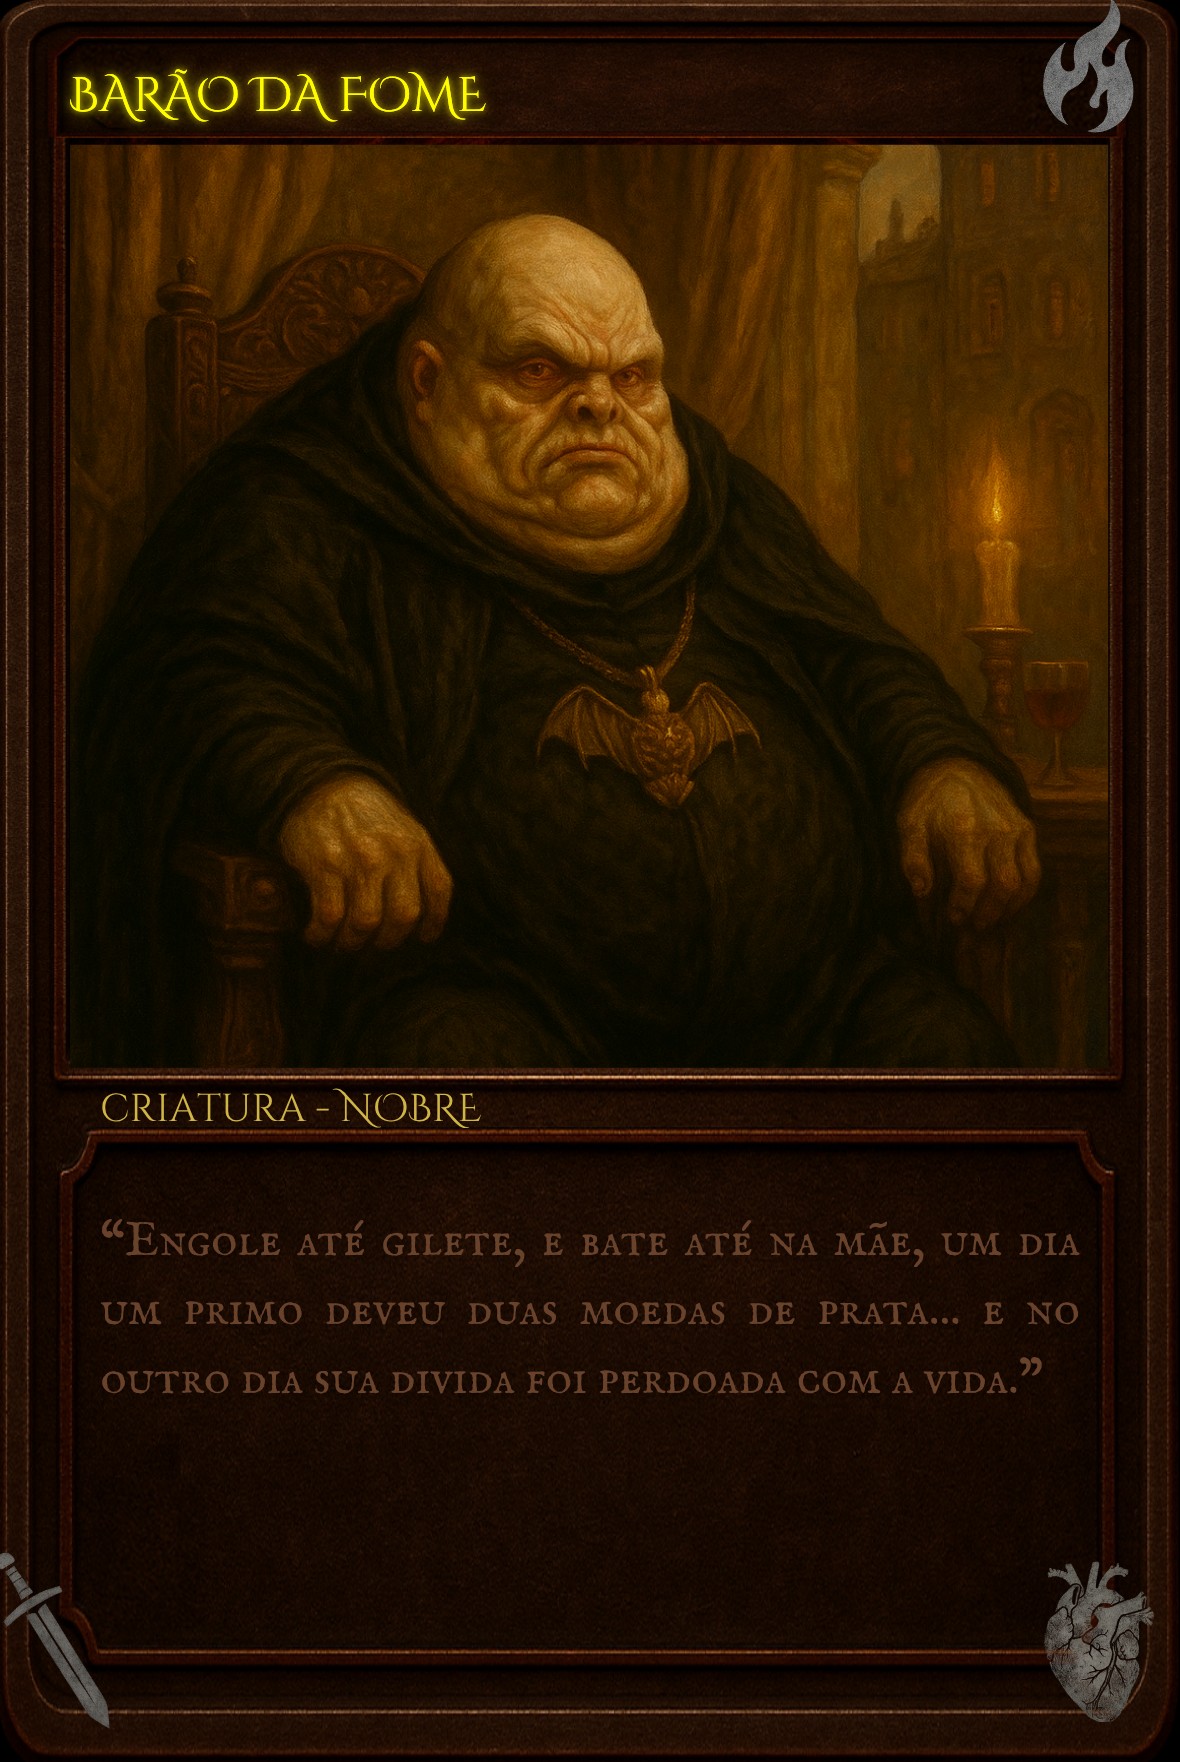 BARÃO DA FOME
CRIATURA - NOBRE
“Engole até gilete, e bate até na mãe, um dia
um primo deveu duas moedas de prata... e no
outro dia sua divida foi perdoada com a vida.”